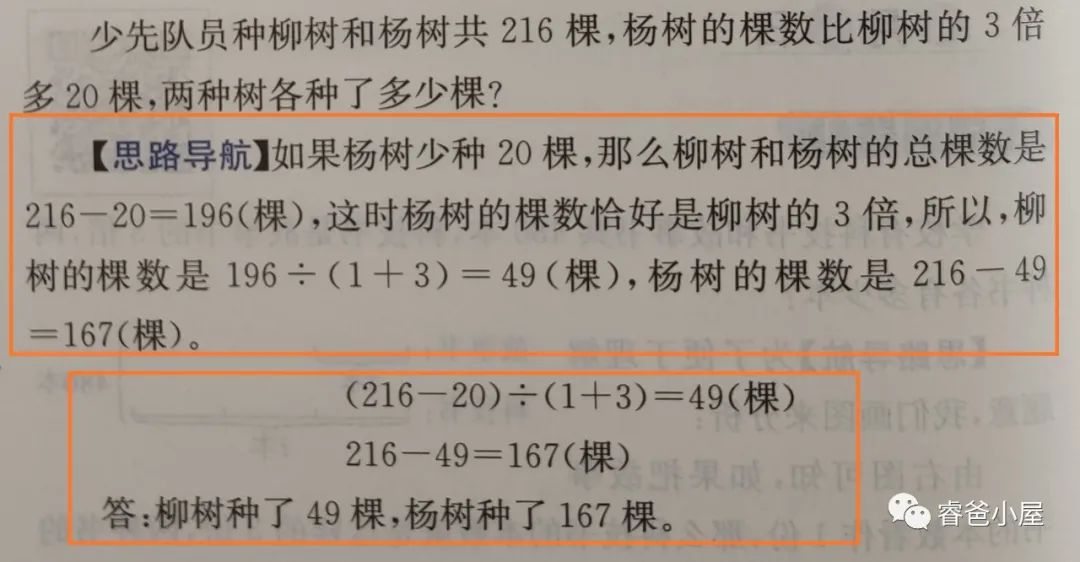 少先队员种柳树和杨树共 216 棵,杨树的棵数比柳树的 3 倍
多 20 棵,两种树各种了多少棵?
【思路导航】如果杨树少种 20 棵,那么柳树和杨树的总棵数是
216-20=196(棵),这时杨树的棵数恰好是柳树的 3 倍,所以,柳
树的棵数是 196÷(1+3)=49(棵),杨树的棵数是 216-49
=167(棵)。
(216-20)÷(1+3)=49(棵)
216-49=167(棵)
答:柳树种了 49 棵,杨树种了 167 棵。
睿爸小屋